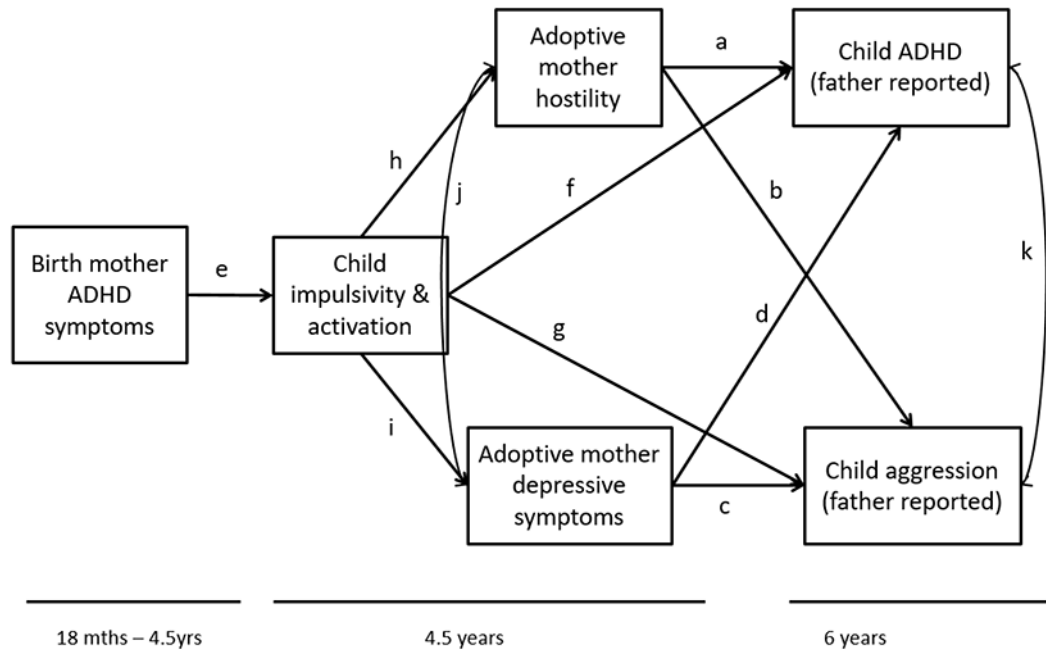 Adoptive
mother
hostility
a
Child ADHD
(father reported)
h
j
f
b
k
Birth mother
ADHD
symptoms
e
Child
impulsivity &
activation
g
d
i
Adoptive mother
depressive
symptoms
c
Child aggression
(father reported)
18 mths – 4.5yrs
4.5 years
6 years